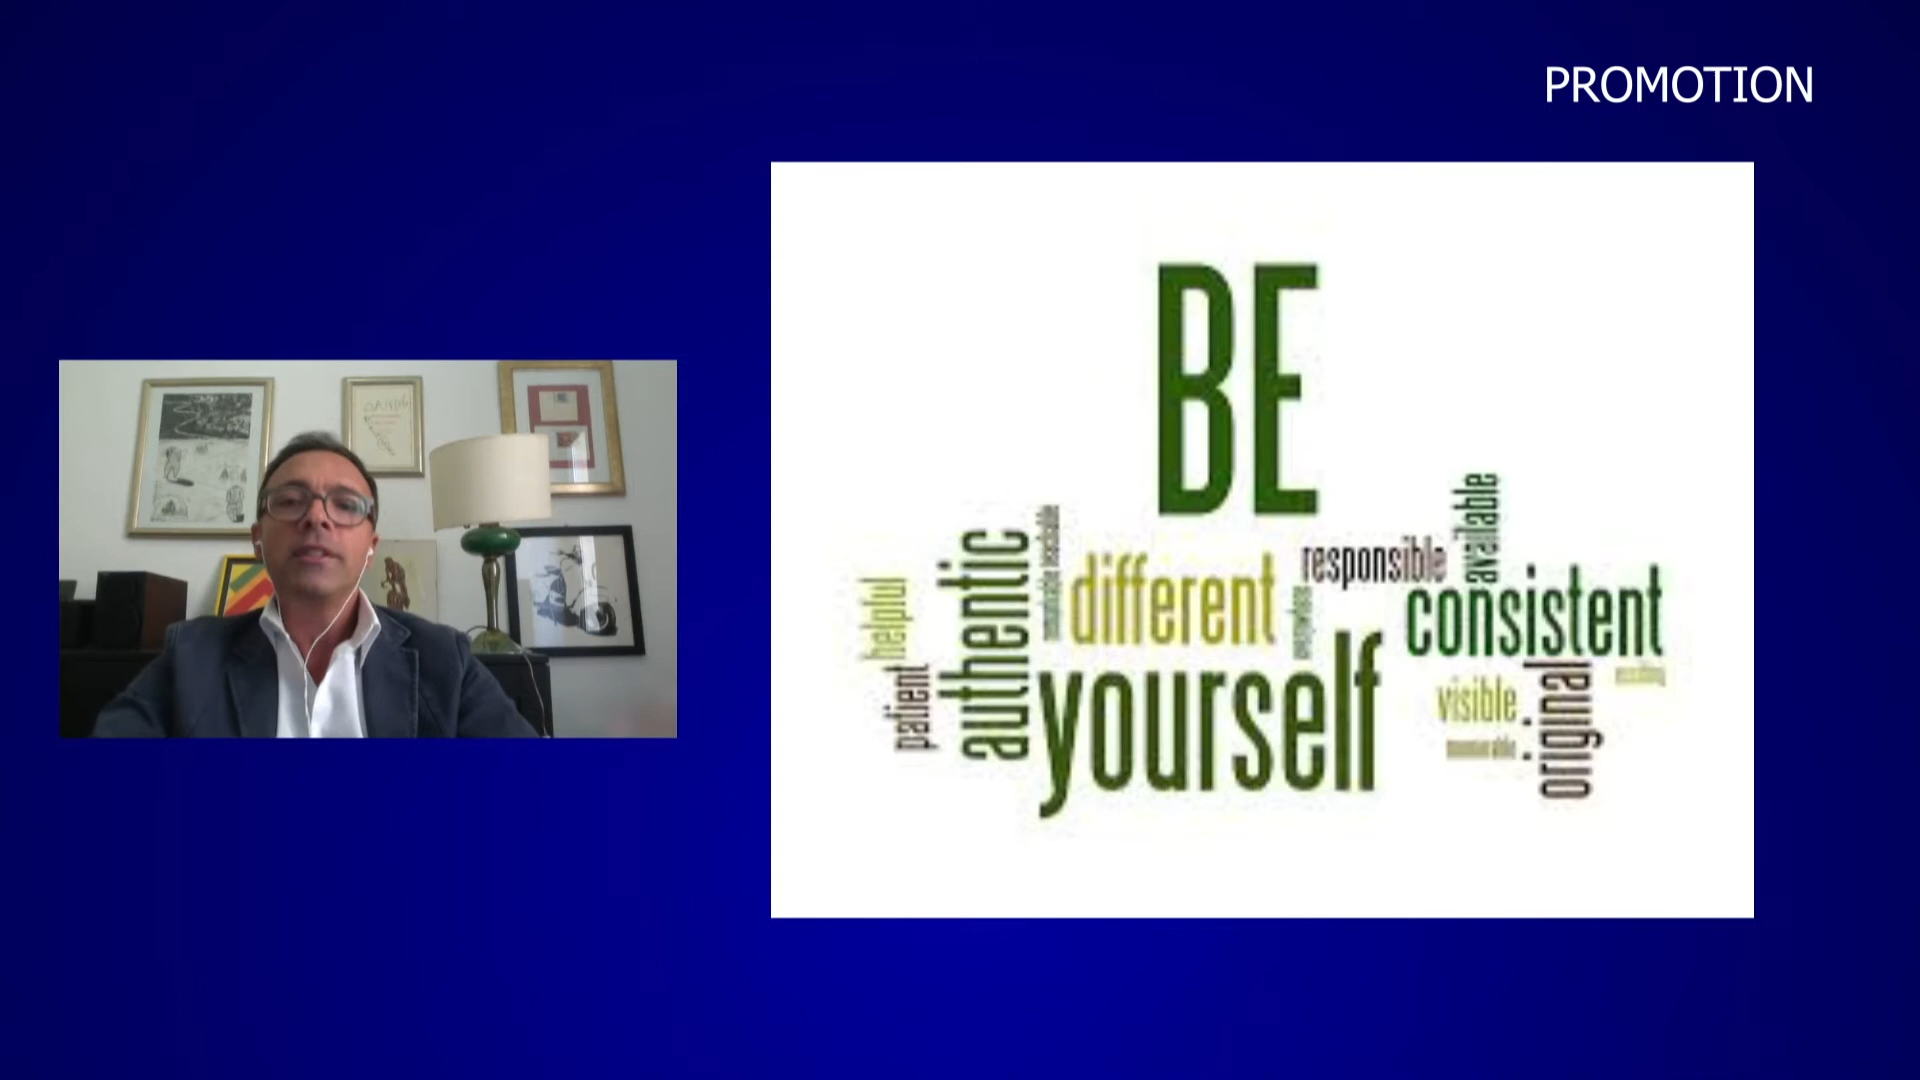 PROMOTION
BE
available
responsible
different
consistent
authentic
helpful
patient
yourself
visible
original